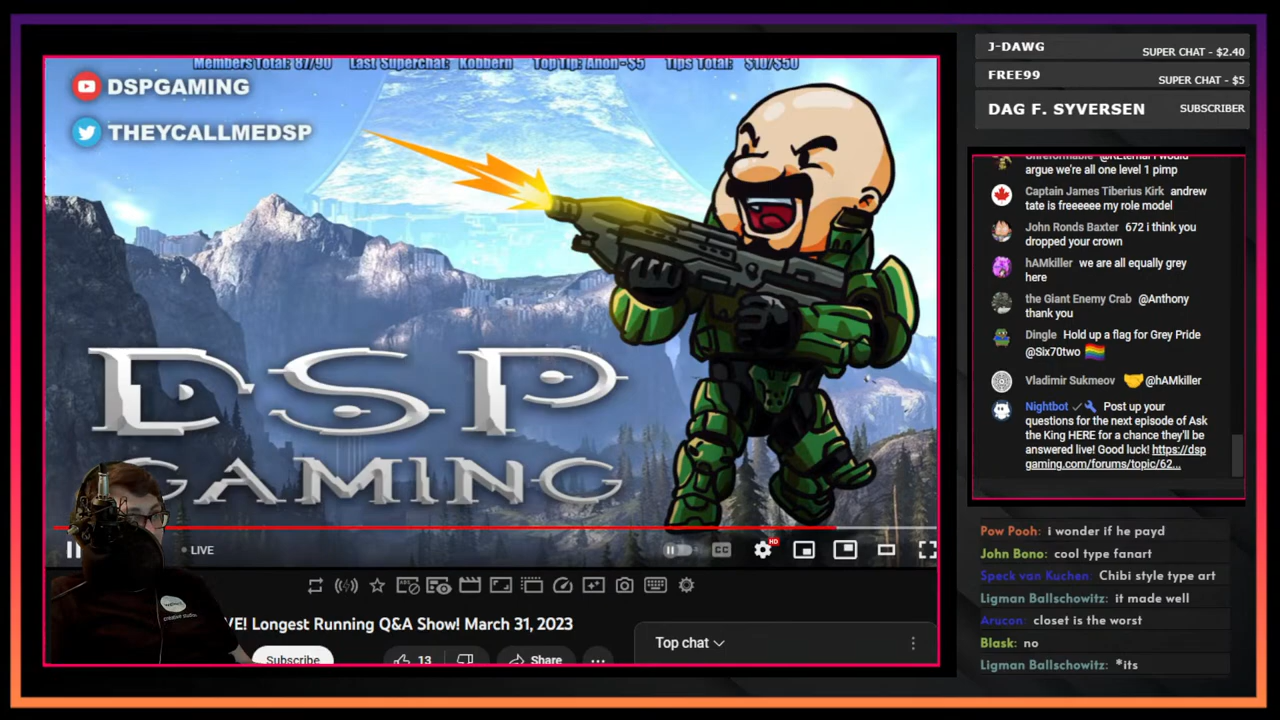 Members Total: 87/90 Last Superchat: Kobbern Top Tip: Anon-$5 Tips Total: $10/$50
DSPGAMING
THEYCALLMEDSP
DSP
GAMING
LIVE
HD
CC
VE! Longest Running Q&A Show! March 31, 2023
Subscribe
13
Share
Top chat
J-DAWG SUPER CHAT - $2.40
FREE99 SUPER CHAT - $5
DAG F. SYVERSEN SUBSCRIBER
argue we're all one level 1 pimp
Captain James Tiberius Kirk andrew
tate is freeeeee my role model
John Ronds Baxter 672 i think you
dropped your crown
hAMkiller we are all equally grey
here
the Giant Enemy Crab @Anthony
thank you
Dingle Hold up a flag for Grey Pride
@Six70two 🏳️‍🌈
Vladimir Sukmeov 🤝@hAMkiller
Nightbot Post up your
questions for the next episode of Ask
the King HERE for a chance they'll be
answered live! Good luck! https://dsp
gaming.com/forums/topic/62...
Pow Pooh: i wonder if he payd
John Bono: cool type fanart
Speck van Kuchen: Chibi style type art
Ligman Ballschowitz: it made well
Arucon: closet is the worst
Blask: no
Ligman Ballschowitz: *its